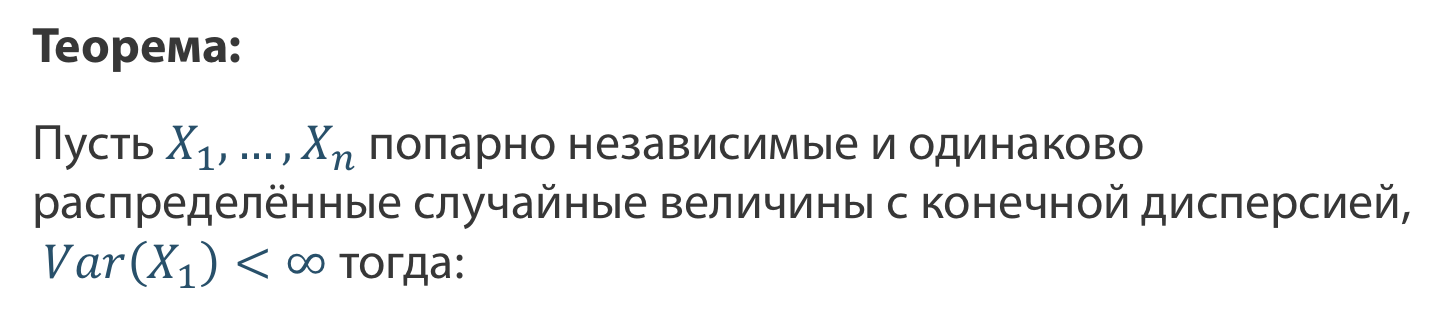 Теорема:
Пусть X₁, … , Xₙ попарно независимые и одинаково
распределённые случайные величины с конечной дисперсией,
Var(X₁) < ∞ тогда: